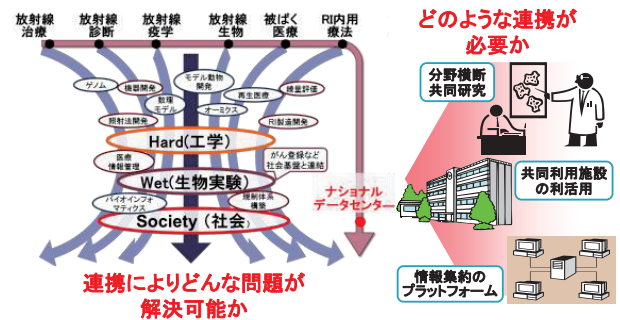 放射線
治療
放射線
診断
放射線
疫学
放射線
生物
被ばく
医療
RI内用
療法
ゲノム
機器開発
数理
モデル
モデル動物
開発
再生医療
線量評価
照射法開発
オーミクス
RI製造開発
Hard(工学)
医療
情報管理
がん登録など
社会基盤と連結
Wet(生物実験)
バイオインフォ
マティクス
規制体系
構築
Society（社会）
ナショナル
データセンター
連携によりどんな問題が
解決可能か
どのような連携が
必要か
分野横断
共同研究
共同利用施設
の利活用
情報集約の
プラットフォーム